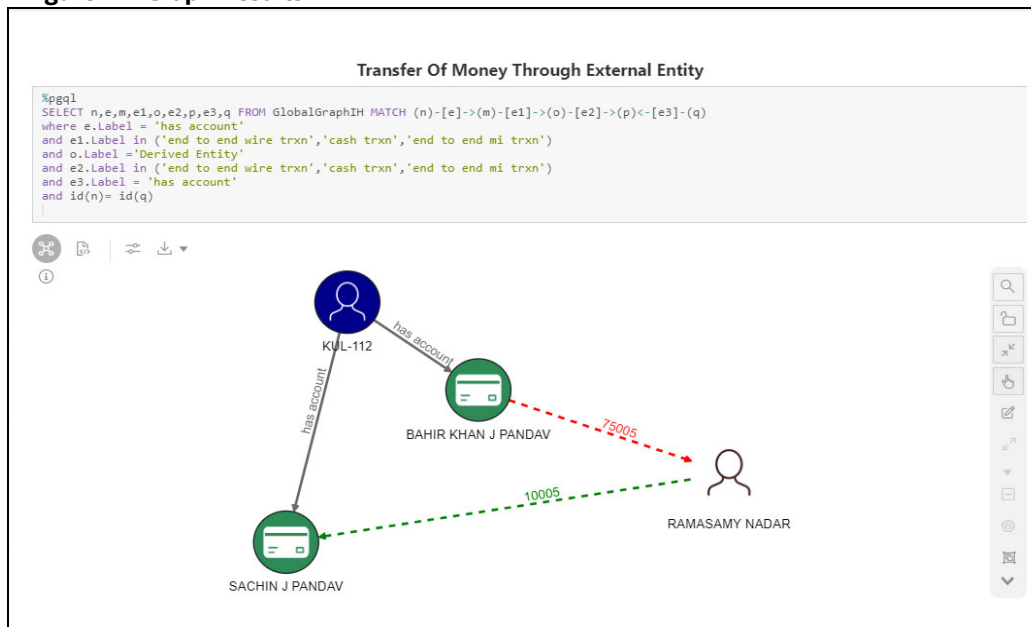 Transfer Of Money Through External Entity
%pgql
SELECT n,e,m,e1,o,e2,p,e3,q FROM GlobalGraphIH MATCH (n)-[e]->(m)-[e1]->(o)-[e2]->(p)<-[e3]-(q)
where e.Label = 'has account'
and e1.Label in ('end to end wire trxn','cash trxn','end to end mi trxn')
and o.Label ='Derived Entity'
and e2.Label in ('end to end wire trxn','cash trxn','end to end mi trxn')
and e3.Label = 'has account'
and id(n)= id(q)
KUL-112
has account
has account
BAHIR KHAN J PANDAV
75005
10005
RAMASAMY NADAR
SACHIN J PANDAV